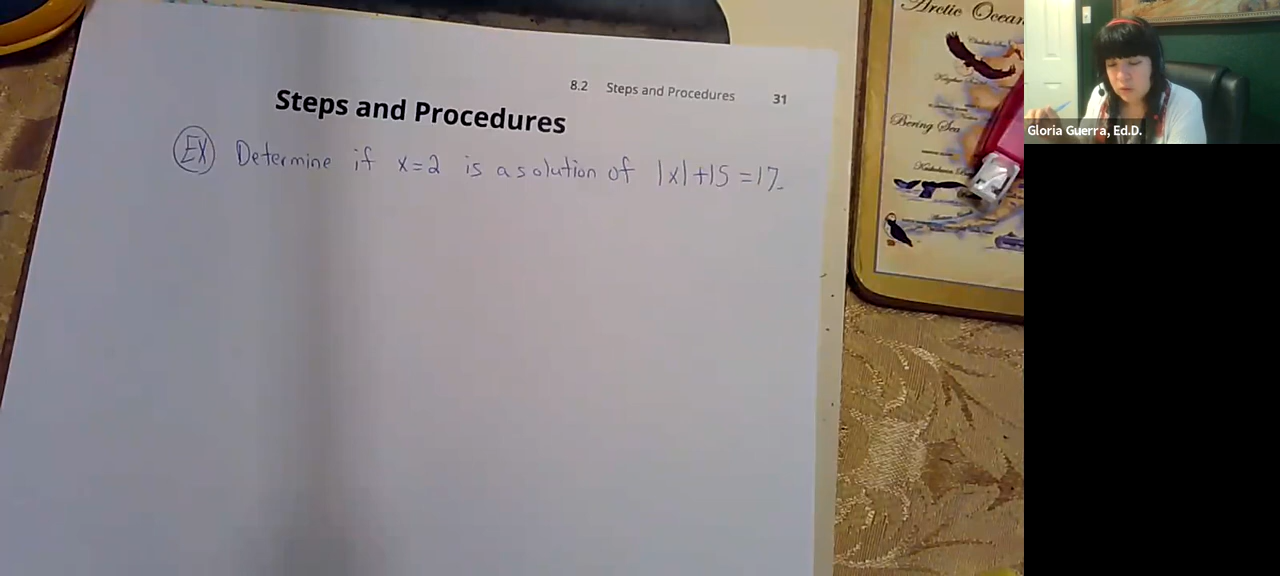 8.2 Steps and Procedures 31
Steps and Procedures
EX Determine if x=2 is a solution of |x|+15=17.
Arctic Ocean
Bering Sea
Gloria Guerra, Ed.D.